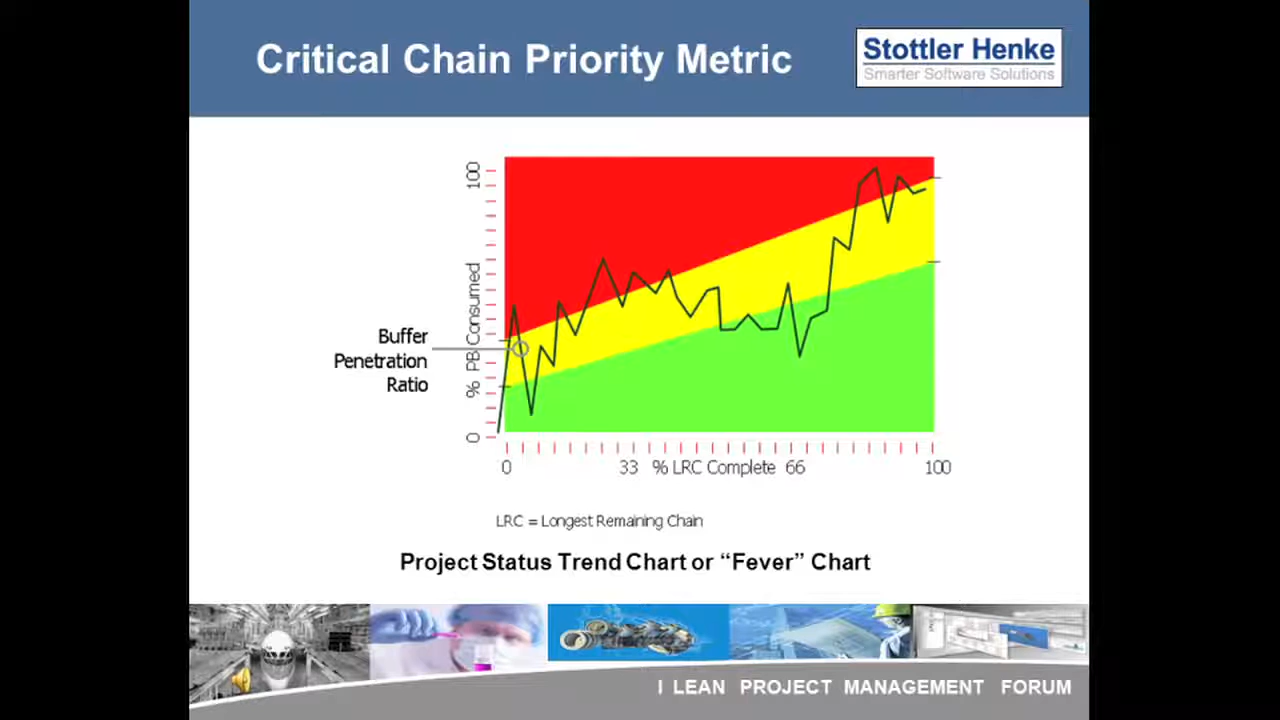 Critical Chain Priority Metric
Stottler Henke
Smarter Software Solutions
100
% PB Consumed
0
Buffer
Penetration
Ratio
0 33 % LRC Complete 66 100
LRC = Longest Remaining Chain
Project Status Trend Chart or “Fever” Chart
I LEAN PROJECT MANAGEMENT FORUM